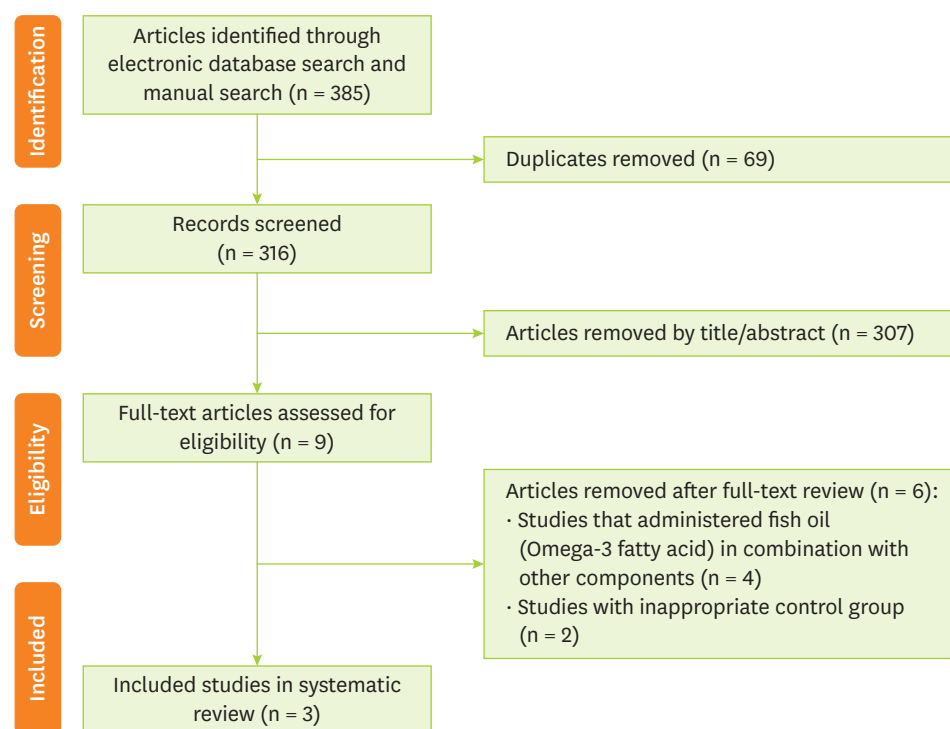 Identification
Articles identified through
electronic database search and
manual search (n = 385)
Duplicates removed (n = 69)
Screening
Records screened
(n = 316)
Articles removed by title/abstract (n = 307)
Eligibility
Full-text articles assessed for
eligibility (n = 9)
Articles removed after full-text review (n = 6):
· Studies that administered fish oil
(Omega-3 fatty acid) in combination with
other components (n = 4)
· Studies with inappropriate control group
(n = 2)
Included
Included studies in systematic
review (n = 3)